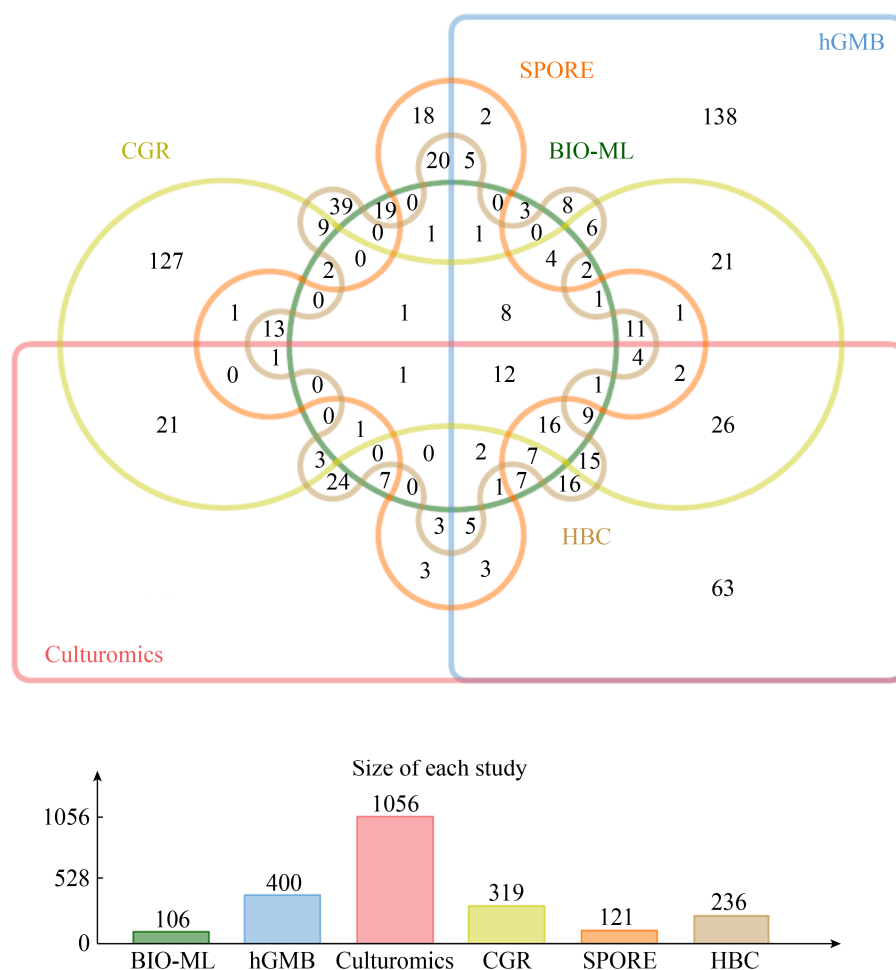 hGMB
SPORE
18 2 138
CGR BIO-ML
20 5
39 19 0 0 3 8
9 0 1 1 0 6
127 2 0 4 2 21
0 1
1 13 1 8 11 1
0 1 0 1 12 1 4 2
21 0 1 16 9 26
3 0 0 2 7 15
24 7 0 1 7 16
3 5 HBC
3 3 63
Culturomics
Size of each study
1056
1056
528
400
319
236
106
121
0
BIO-ML hGMB Culturomics CGR SPORE HBC